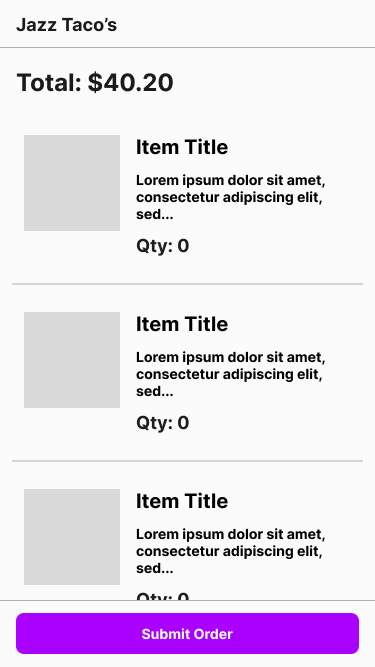 Jazz Taco’s
Total: $40.20
Item Title
Lorem ipsum dolor sit amet,
consectetur adipiscing elit,
sed...
Qty: 0
Item Title
Lorem ipsum dolor sit amet,
consectetur adipiscing elit,
sed...
Qty: 0
Item Title
Lorem ipsum dolor sit amet,
consectetur adipiscing elit,
sed...
Qty: 0
Submit Order